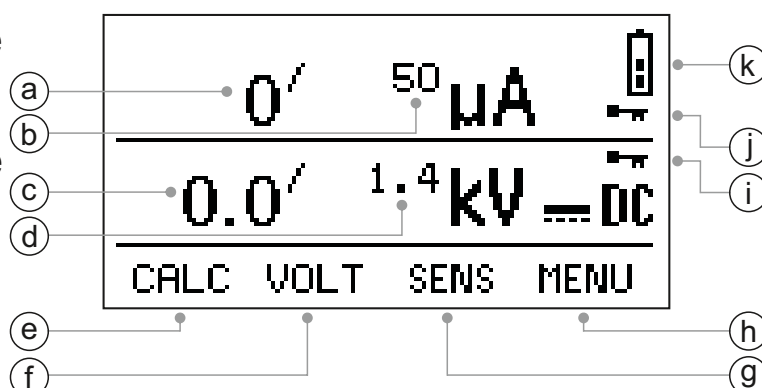 e
a
0′ 50 µA
k
b
j
e
c
0.0′ 1.4 kV DC
i
d
CALC VOLT SENS MENU
e
h
f
g